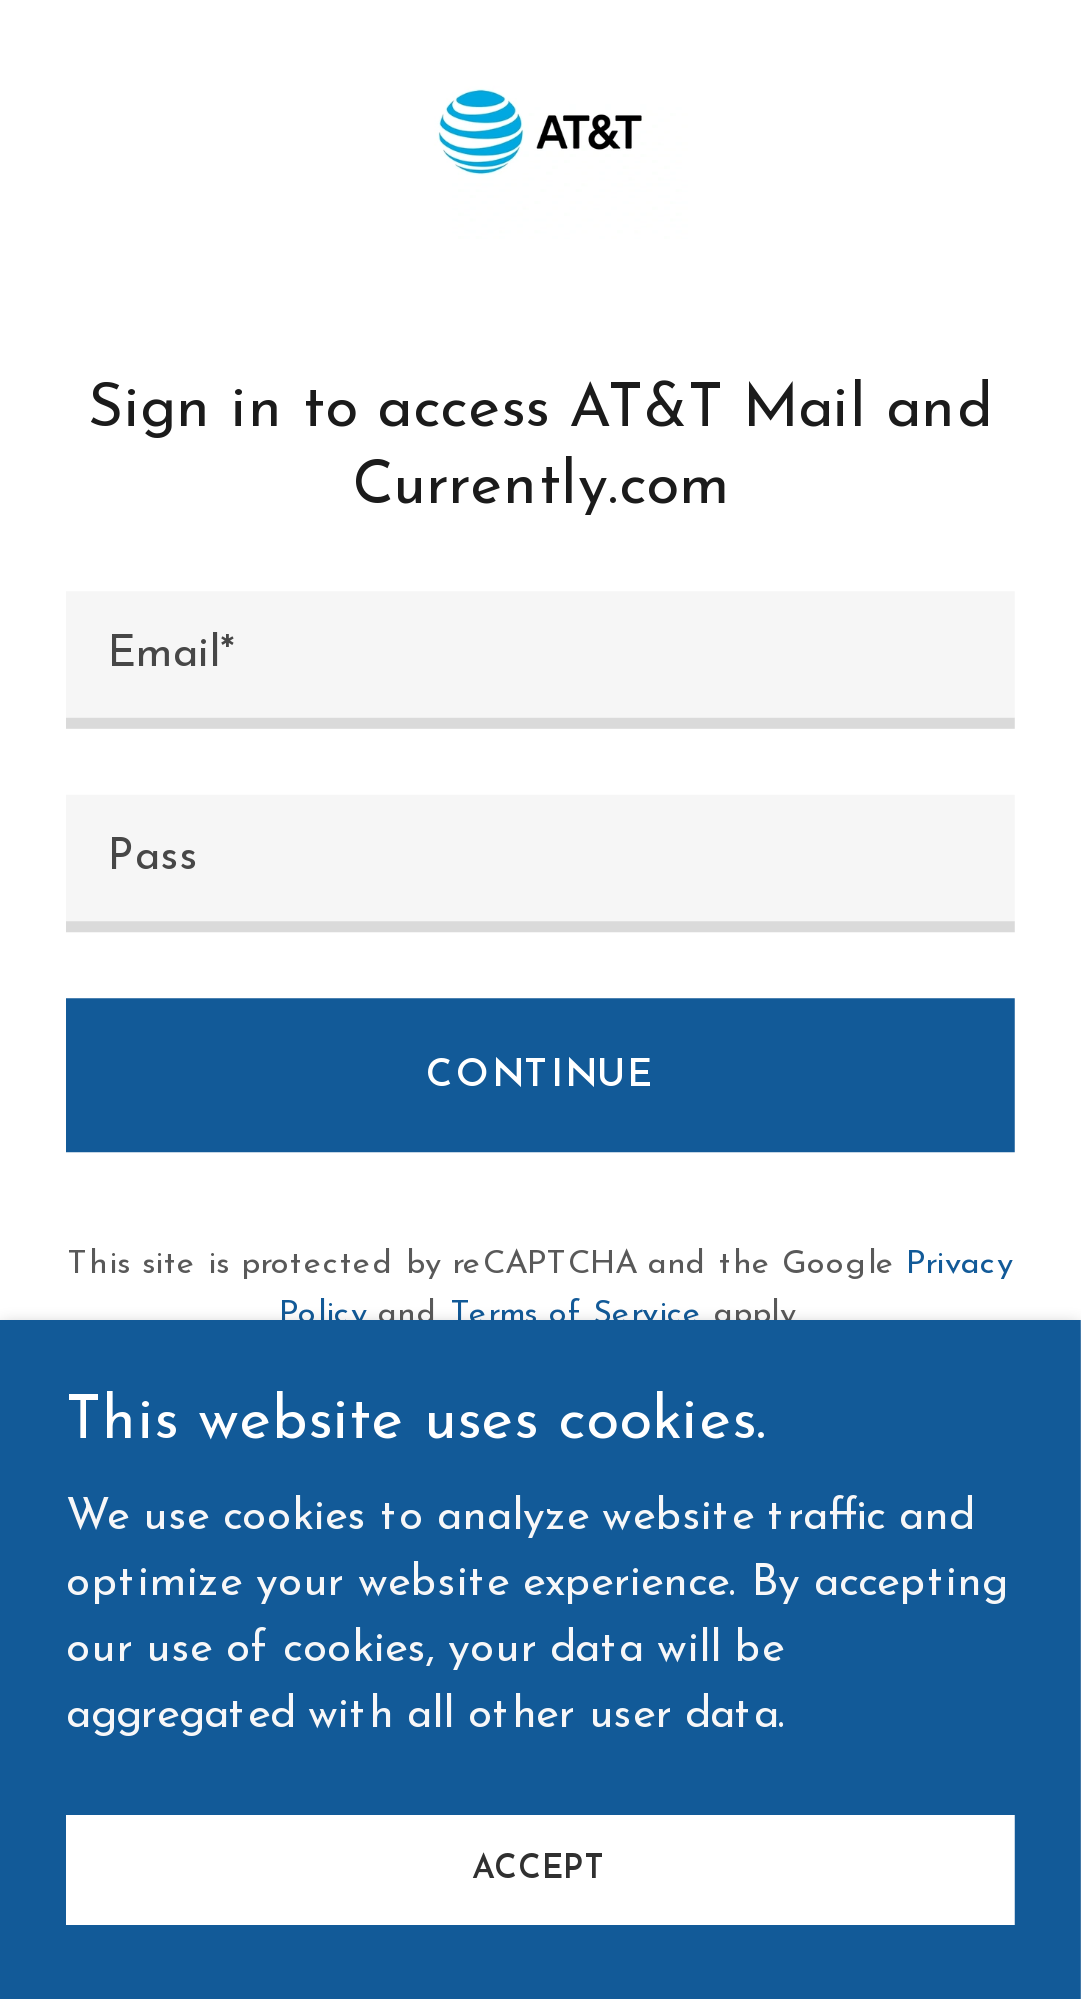 AT&T
Sign in to access AT&T Mail and
Currently.com
Email*
Pass
CONTINUE
This site is protected by reCAPTCHA and the Google Privacy
Policy and Terms of Service apply
This website uses cookies.
We use cookies to analyze website traffic and
optimize your website experience. By accepting
our use of cookies, your data will be
aggregated with all other user data.
ACCEPT